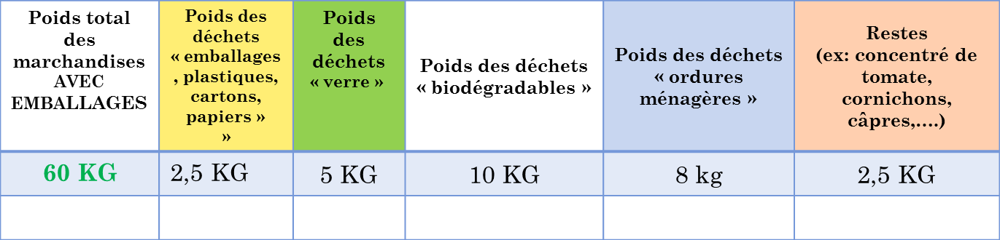 Poids total
des
marchandises
AVEC
EMBALLAGES
Poids des
déchets
« emballages
, plastiques,
cartons,
papiers »
»
Poids
des
déchets
« verre »
Poids des déchets
« biodégradables »
Poids des déchets
« ordures
ménagères »
Restes
(ex: concentré de
tomate,
cornichons,
câpres,....)
60 KG
2,5 KG
5 KG
10 KG
8 kg
2,5 KG